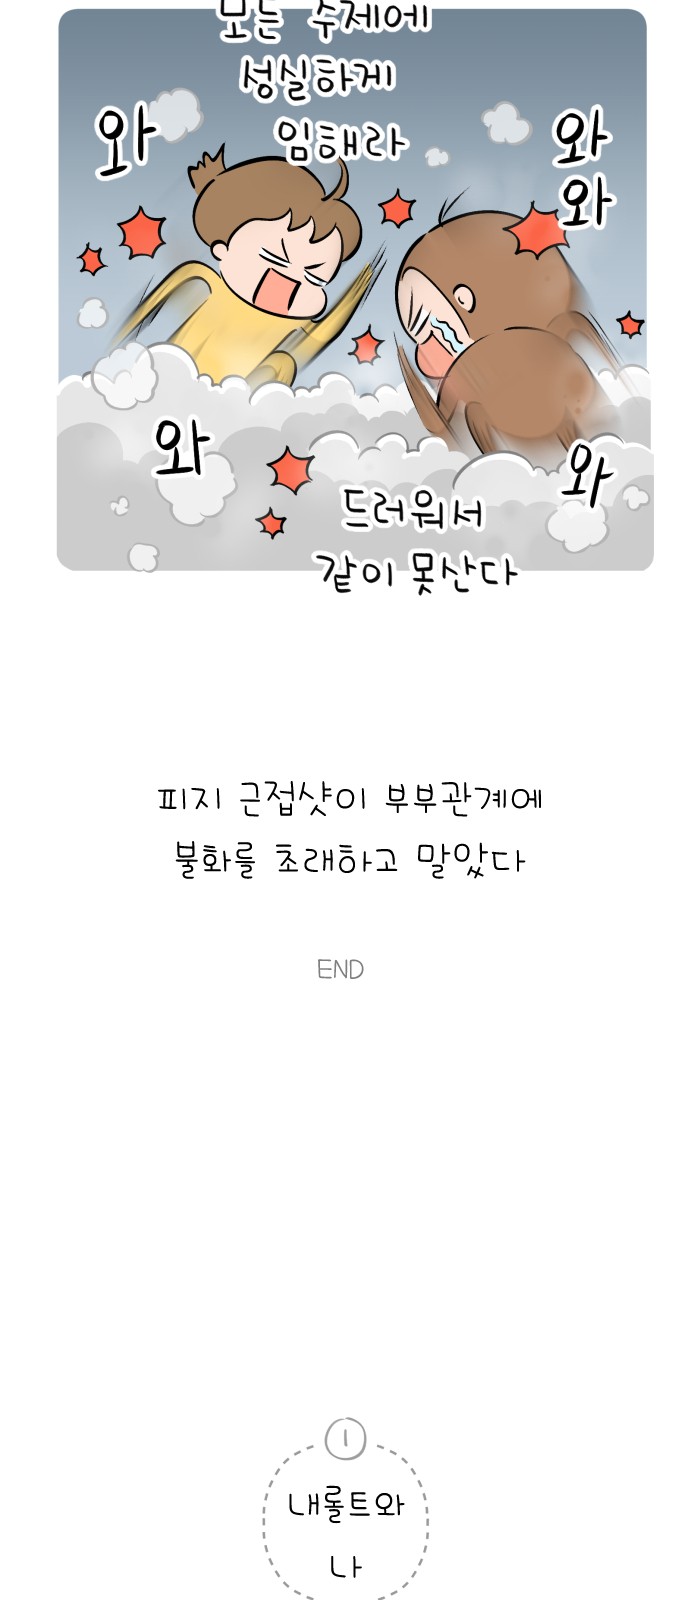 모든 주제에
성실하게
임해라
와
와
와
와
와
드러워서
같이 못산다
피지 근접샷이 부부관계에
불화를 초래하고 말았다
END
1
내롤트와
나